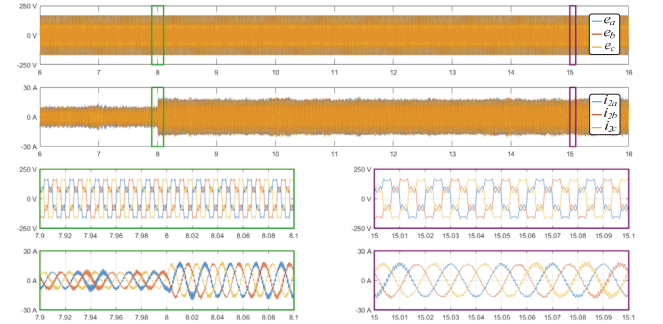 250 V
e_a
0 V
e_b
e_c
-250 V
6 7 8 9 10 11 12 13 14 15 16
30 A
i_2a
0 A
i_2b
i_3c
-30 A
6 7 8 9 10 11 12 13 14 15 16
250 V 250 V
0 V 0 V
-250 V -250 V
7.9 7.92 7.94 7.96 7.98 8 8.02 8.04 8.06 8.08 8.1 15 15.01 15.02 15.03 15.04 15.05 15.06 15.07 15.08 15.09 15.1
30 A 30 A
0 A 0 A
-30 A -30 A
7.9 7.92 7.94 7.96 7.98 8 8.02 8.04 8.06 8.08 8.1 15 15.01 15.02 15.03 15.04 15.05 15.06 15.07 15.08 15.09 15.1